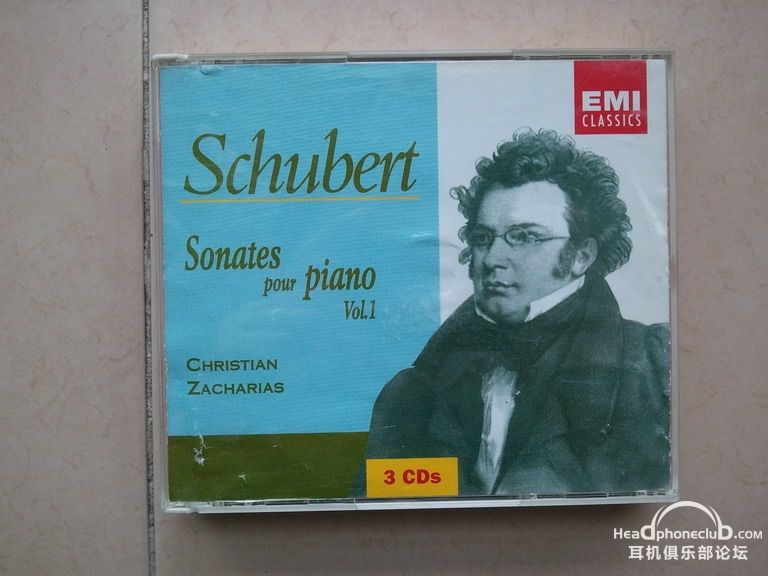 EMI
CLASSICS
Schubert
Sonates
pour piano
Vol.1
CHRISTIAN
ZACHARIAS
3 CDs
HeadphoneClub.com
耳机俱乐部论坛